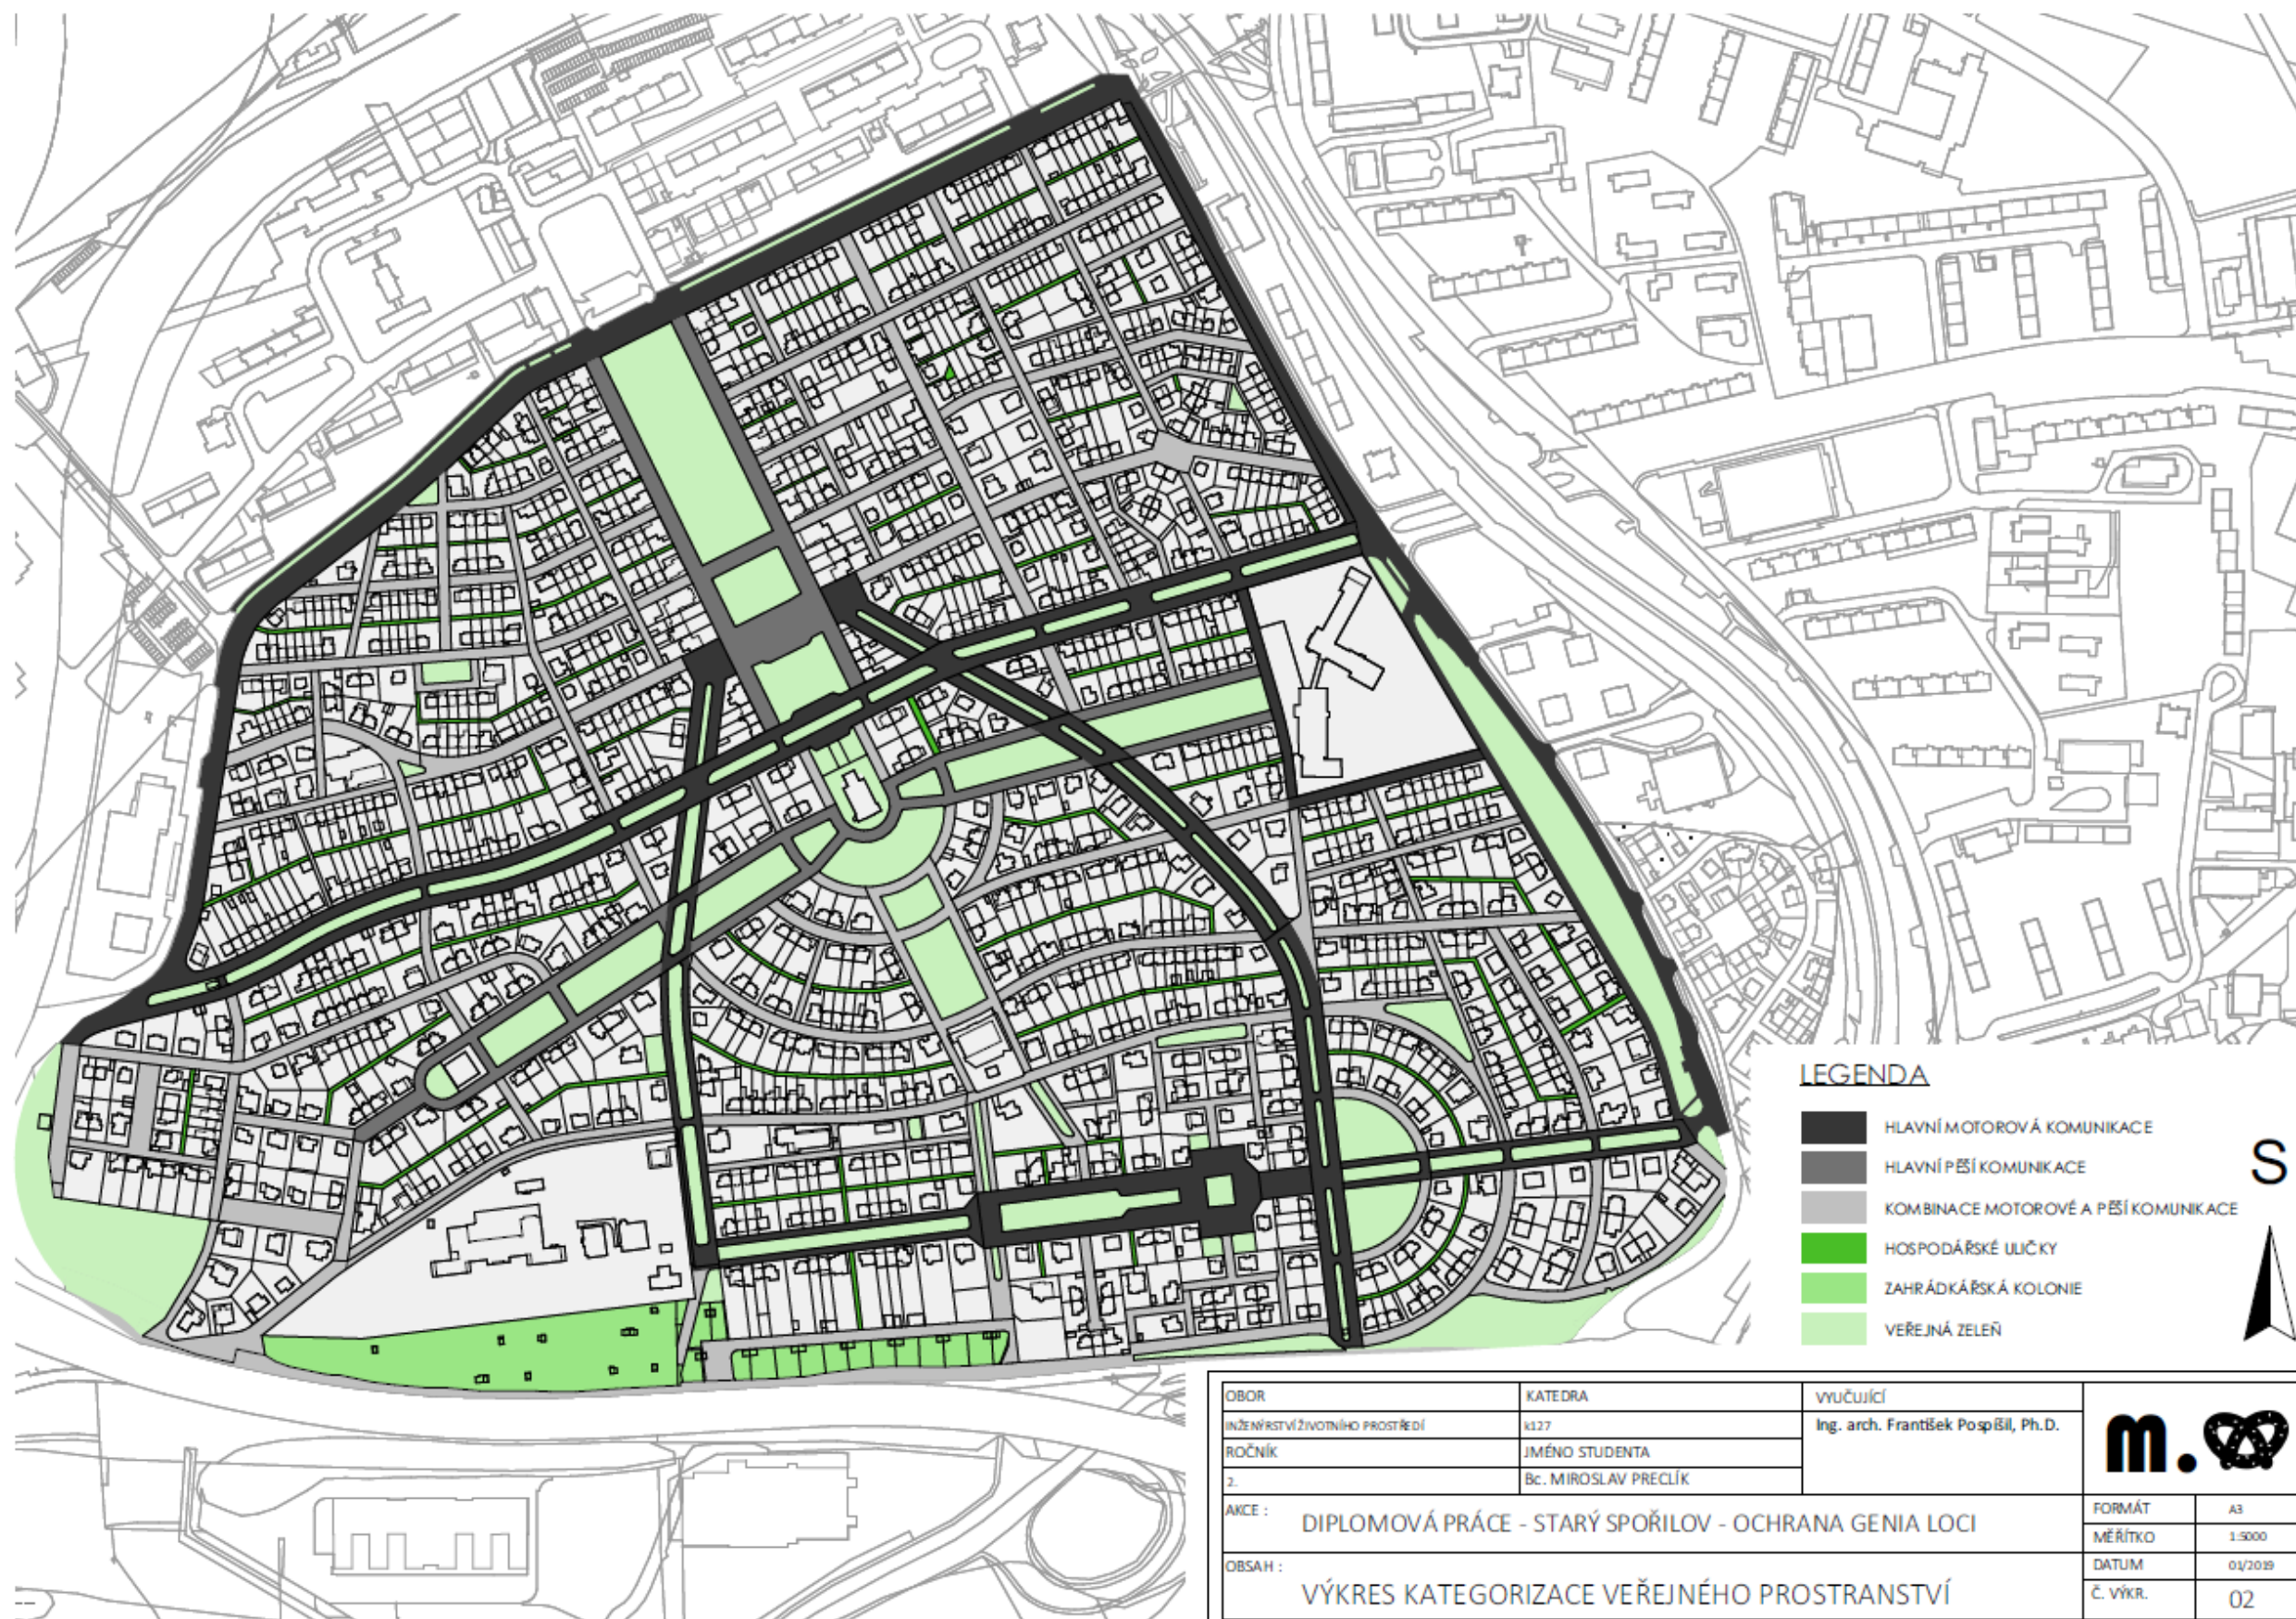 LEGENDA
HLAVNÍ MOTOROVÁ KOMUNIKACE
HLAVNÍ PĚŠÍ KOMUNIKACE
KOMBINACE MOTOROVÉ A PĚŠÍ KOMUNIKACE
HOSPODÁŘSKÉ ULIČKY
ZAHRÁDKÁŘSKÁ KOLONIE
VEŘEJNÁ ZELEŇ
S
OBOR
KATEDRA
VYUČUJÍCÍ
INŽENÝRSTVÍ ŽIVOTNÍHO PROSTŘEDÍ
k127
Ing. arch. František Pospíšil, Ph.D.
ROČNÍK
JMÉNO STUDENTA
2.
Bc. MIROSLAV PRECLÍK
m.
AKCE :
DIPLOMOVÁ PRÁCE - STARÝ SPOŘILOV - OCHRANA GENIA LOCI
FORMÁT
A3
MĚŘÍTKO
1:5000
OBSAH :
VÝKRES KATEGORIZACE VEŘEJNÉHO PROSTRANSTVÍ
DATUM
01/2019
Č. VÝKR.
02